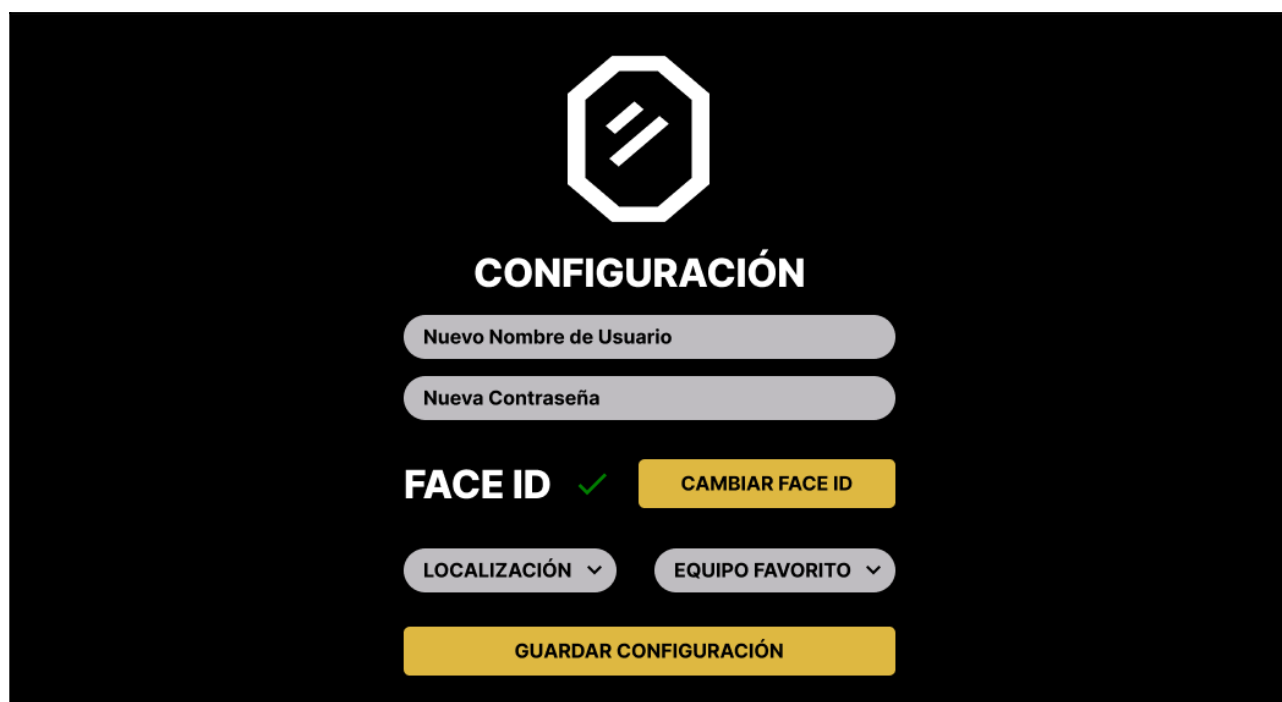 CONFIGURACIÓN
Nuevo Nombre de Usuario
Nueva Contraseña
FACE ID CAMBIAR FACE ID
LOCALIZACIÓN EQUIPO FAVORITO
GUARDAR CONFIGURACIÓN